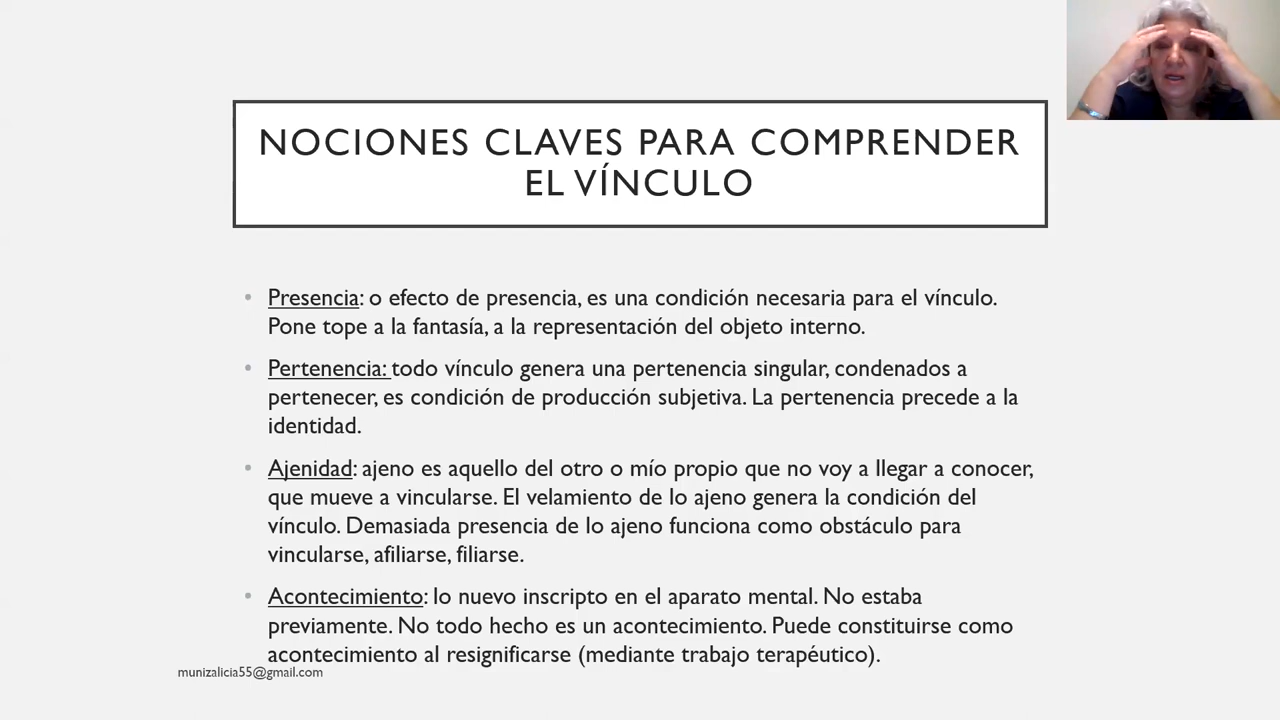 NOCIONES CLAVES PARA COMPRENDER
EL VÍNCULO
• Presencia: o efecto de presencia, es una condición necesaria para el vínculo.
Pone tope a la fantasía, a la representación del objeto interno.
• Pertenencia: todo vínculo genera una pertenencia singular, condenados a
pertenecer, es condición de producción subjetiva. La pertenencia precede a la
identidad.
• Ajenidad: ajeno es aquello del otro o mío propio que no voy a llegar a conocer,
que mueve a vincularse. El velamiento de lo ajeno genera la condición del
vínculo. Demasiada presencia de lo ajeno funciona como obstáculo para
vincularse, afiliarse, filiarse.
• Acontecimiento: lo nuevo inscripto en el aparato mental. No estaba
previamente. No todo hecho es un acontecimiento. Puede constituirse como
acontecimiento al resignificarse (mediante trabajo terapéutico).
munizalicia55@gmail.com